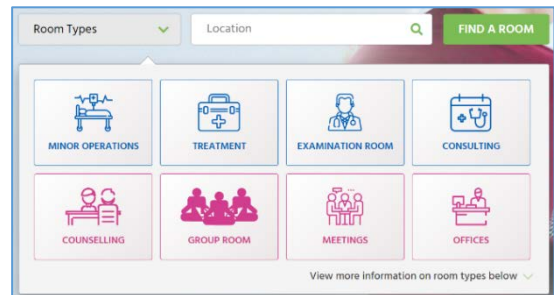 Room Types
Location
FIND A ROOM
MINOR OPERATIONS
TREATMENT
EXAMINATION ROOM
CONSULTING
COUNSELLING
GROUP ROOM
MEETINGS
OFFICES
View more information on room types below